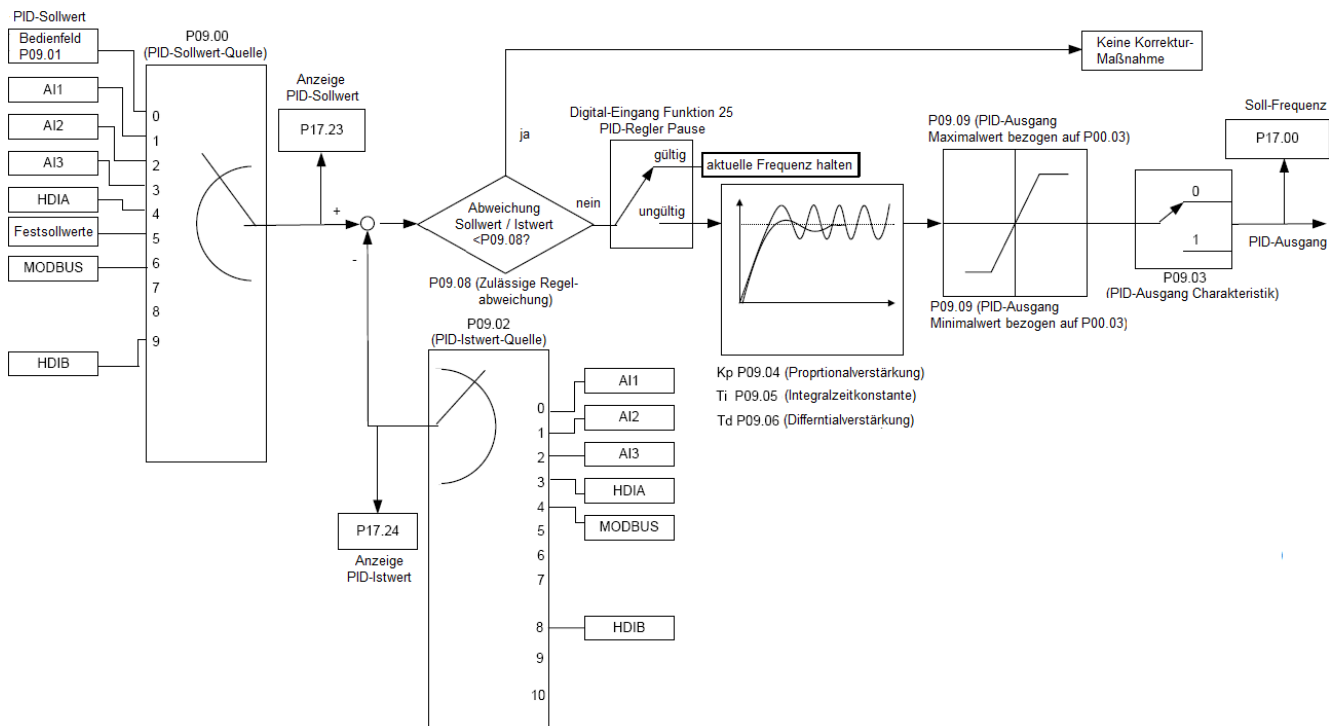 PID-Sollwert
Bedienfeld
P09.01
AI1
AI2
AI3
HDIA
Festsollwerte
MODBUS
HDIB
P09.00
(PID-Sollwert-Quelle)
0
1
2
3
4
5
6
7
8
9
Anzeige
PID-Sollwert
P17.23
+
-
ja
Abweichung
Sollwert / Istwert
<P09.08?
nein
P09.08 (Zulässige Regel-
abweichung)
Keine Korrektur-
Maßnahme
Digital-Eingang Funktion 25
PID-Regler Pause
gültig
ungültig
aktuelle Frequenz halten
Kp P09.04 (Proprtionalverstärkung)
Ti P09.05 (Integralzeitkonstante)
Td P09.06 (Differntialverstärkung)
P09.09 (PID-Ausgang
Maximalwert bezogen auf P00.03)
P09.09 (PID-Ausgang
Minimalwert bezogen auf P00.03)
0
1
P09.03
(PID-Ausgang Charakteristik)
Soll-Frequenz
P17.00
PID-Ausgang
P09.02
(PID-Istwert-Quelle)
0
1
2
3
4
5
6
7
8
9
10
AI1
AI2
AI3
HDIA
MODBUS
HDIB
P17.24
Anzeige
PID-Istwert